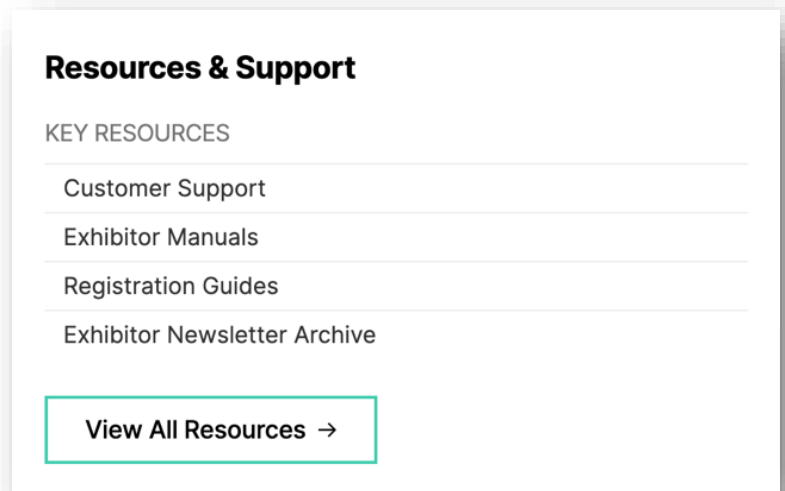 Resources & Support
KEY RESOURCES
Customer Support
Exhibitor Manuals
Registration Guides
Exhibitor Newsletter Archive
View All Resources →